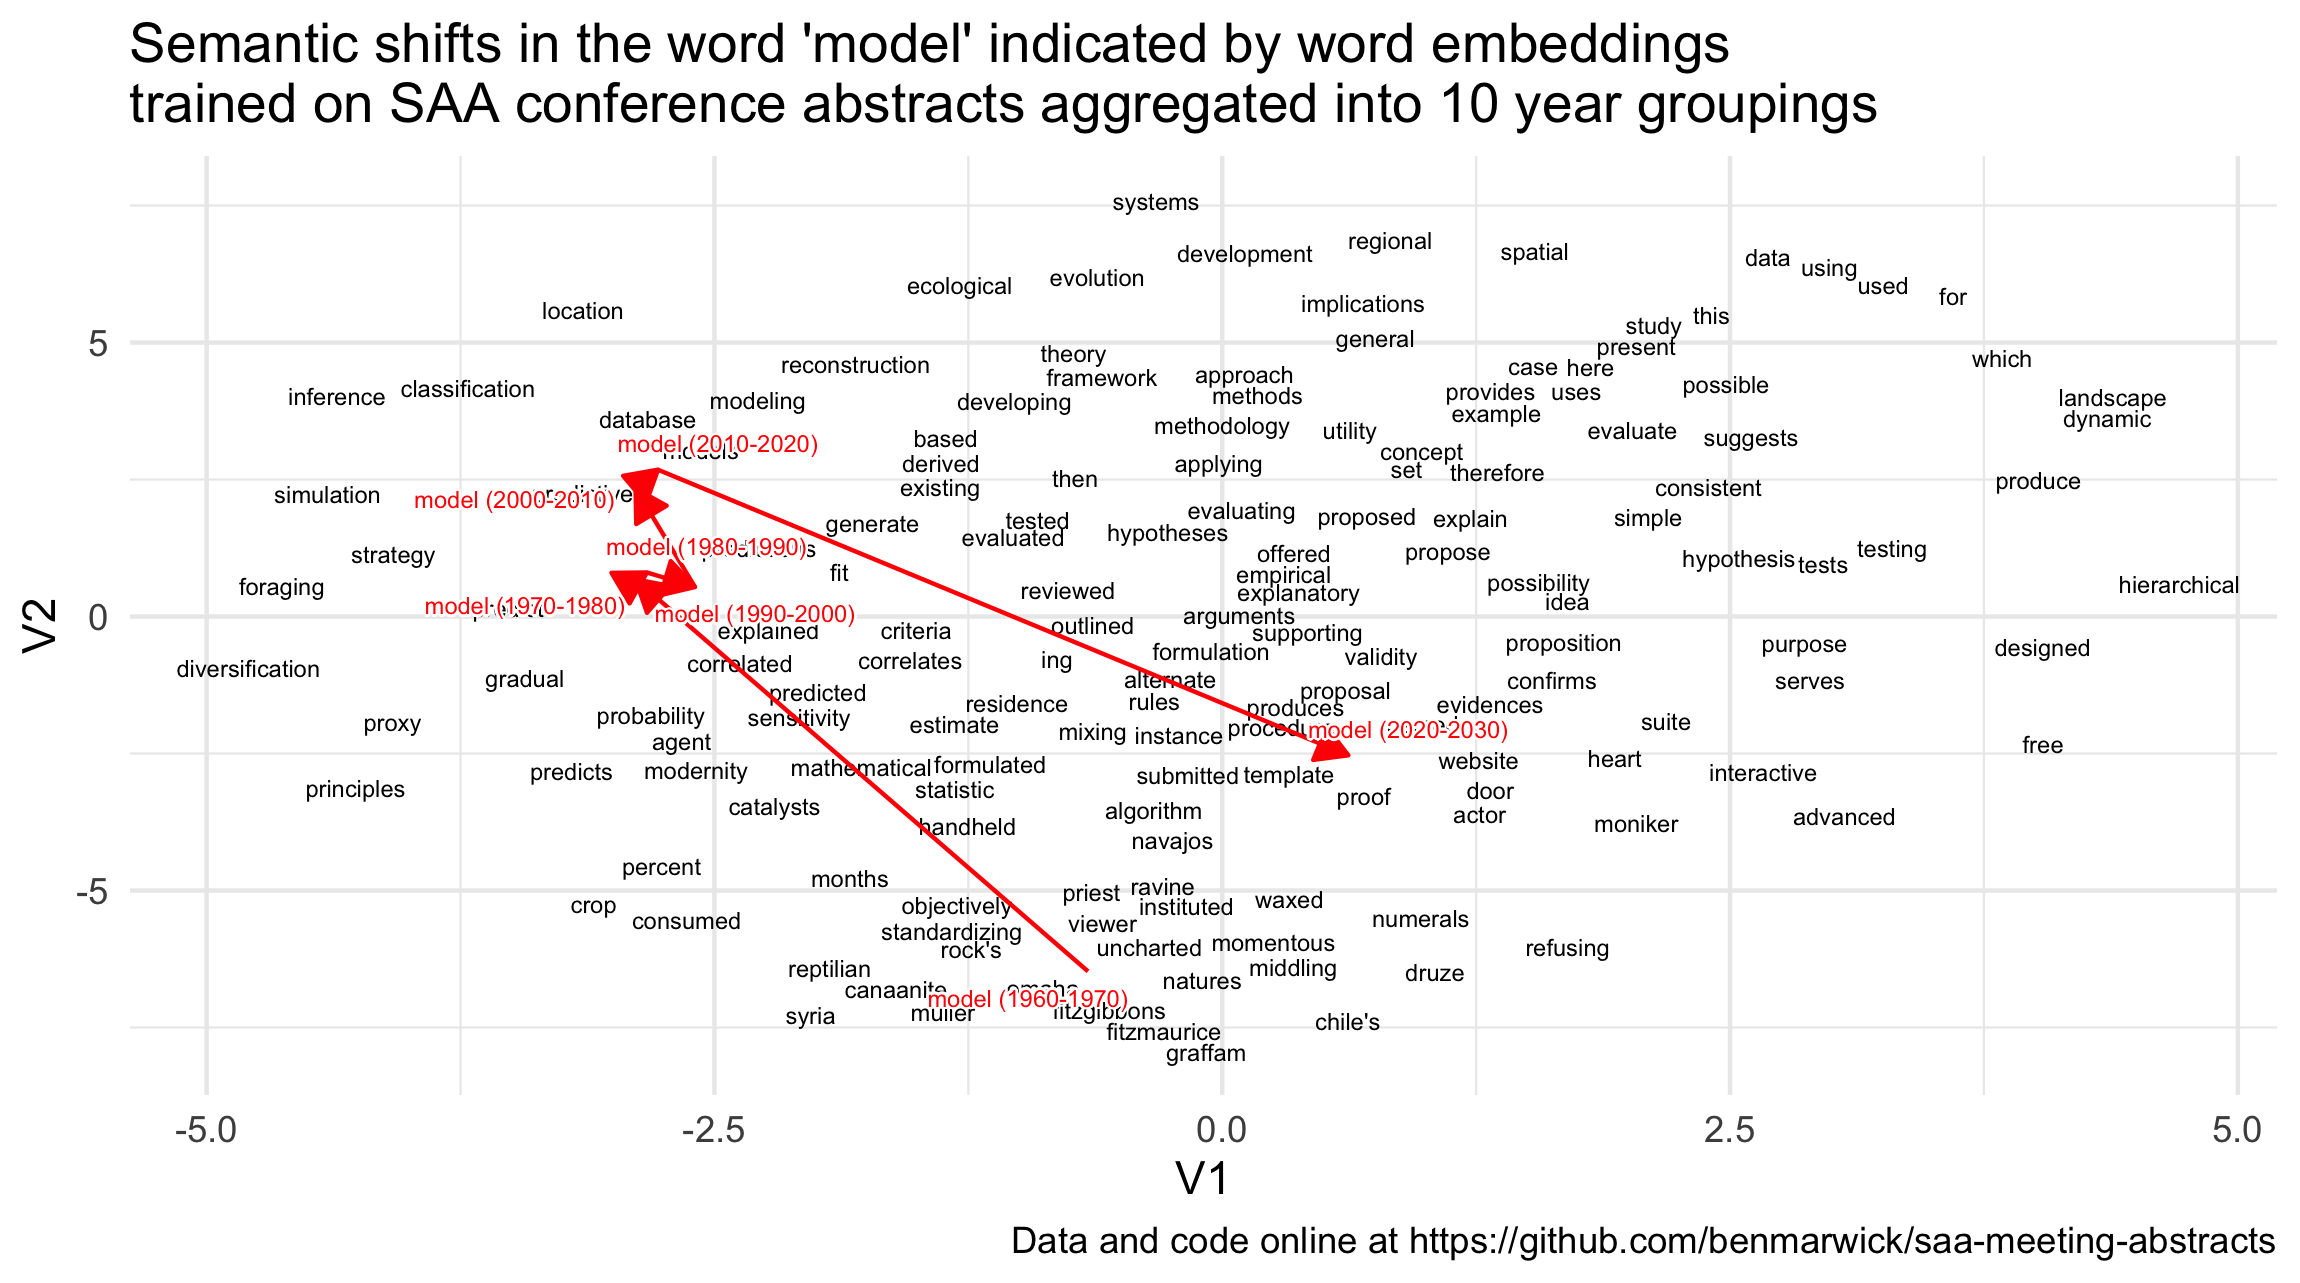 Semantic shifts in the word 'model' indicated by word embeddings
trained on SAA conference abstracts aggregated into 10 year groupings
systems
regional
development
spatial
data
using
evolution
ecological
used
for
implications
location
this
study
general
present
theory
which
reconstruction
case here
framework
approach
possible
classification
provides
uses
inference
methods
landscape
modeling
developing
example
dynamic
database
methodology
utility
evaluate
suggests
based
model (2010-2020)
models
concept
derived
applying
set
therefore
then
produce
existing
consistent
simulation
model (2000-2010)
predictive
evaluating
proposed
explain
simple
tested
generate
hypotheses
evaluated
model (1980-1990)
testing
strategy
offered
propose
hypothesis
tests
fit
empirical
possibility
hierarchical
foraging
reviewed
explanatory
idea
model (1970-1980)
model (1990-2000)
arguments
outlined
explained
criteria
supporting
proposition
purpose
designed
formulation
validity
ing
correlates
correlated
diversification
gradual
alternate
confirms
serves
proposal
predicted
rules
residence
produces
evidences
probability
sensitivity
proxy
estimate
suite
mixing
instance
model (2020-2030)
agent
free
website
heart
formulated
mathematical
predicts
modernity
submitted
template
interactive
principles
statistic
door
proof
catalysts
algorithm
actor
advanced
moniker
handheld
navajos
percent
months
ravine
priest
waxed
crop
objectively
instituted
consumed
numerals
viewer
standardizing
momentous
rock's
uncharted
refusing
reptilian
middling
druze
natures
canaanite
omaha
model (1960-1970)
fitzgibbons
muller
syria
chile's
fitzmaurice
graffam
5
0
-5
V2
-5.0
-2.5
0.0
2.5
5.0
V1
Data and code online at https://github.com/benmarwick/saa-meeting-abstracts